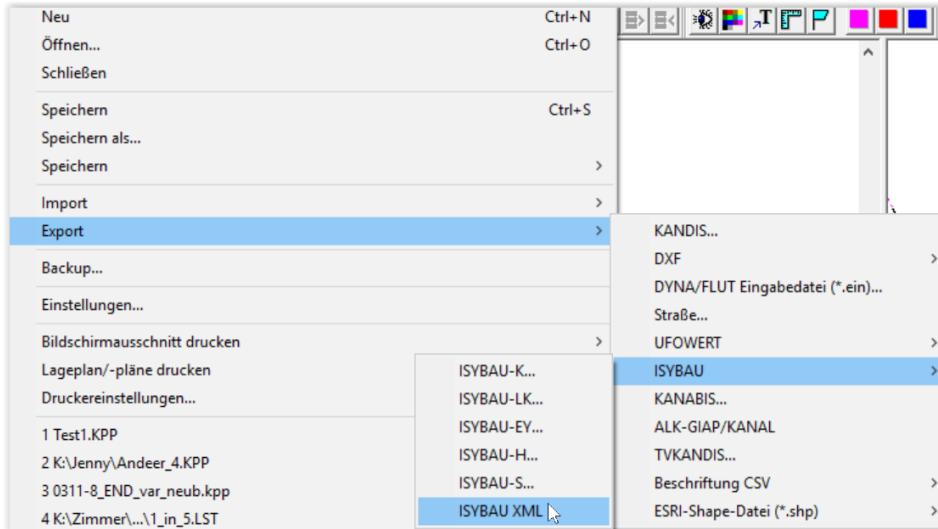 Neu Ctrl+N
Öffnen... Ctrl+O
Schließen
Speichern Ctrl+S
Speichern als...
Speichern
Import
Export
Backup...
Einstellungen...
Bildschirmausschnitt drucken
Lageplan/-pläne drucken
Druckereinstellungen...
1 Test1.KPP
2 K:\Jenny\Andeer_4.KPP
3 0311-8_END_var_neub.kpp
4 K:\Zimmer\...\1_in_5.LST
KANDIS...
DXF
DYNA/FLUT Eingabedatei (*.ein)...
Straße...
UFOWERT
ISYBAU
KANABIS...
ALK-GIAP/KANAL
TVKANDIS...
Beschriftung CSV
ESRI-Shape-Datei (*.shp)
ISYBAU-K...
ISYBAU-LK...
ISYBAU-EY...
ISYBAU-H...
ISYBAU-S...
ISYBAU XML
T